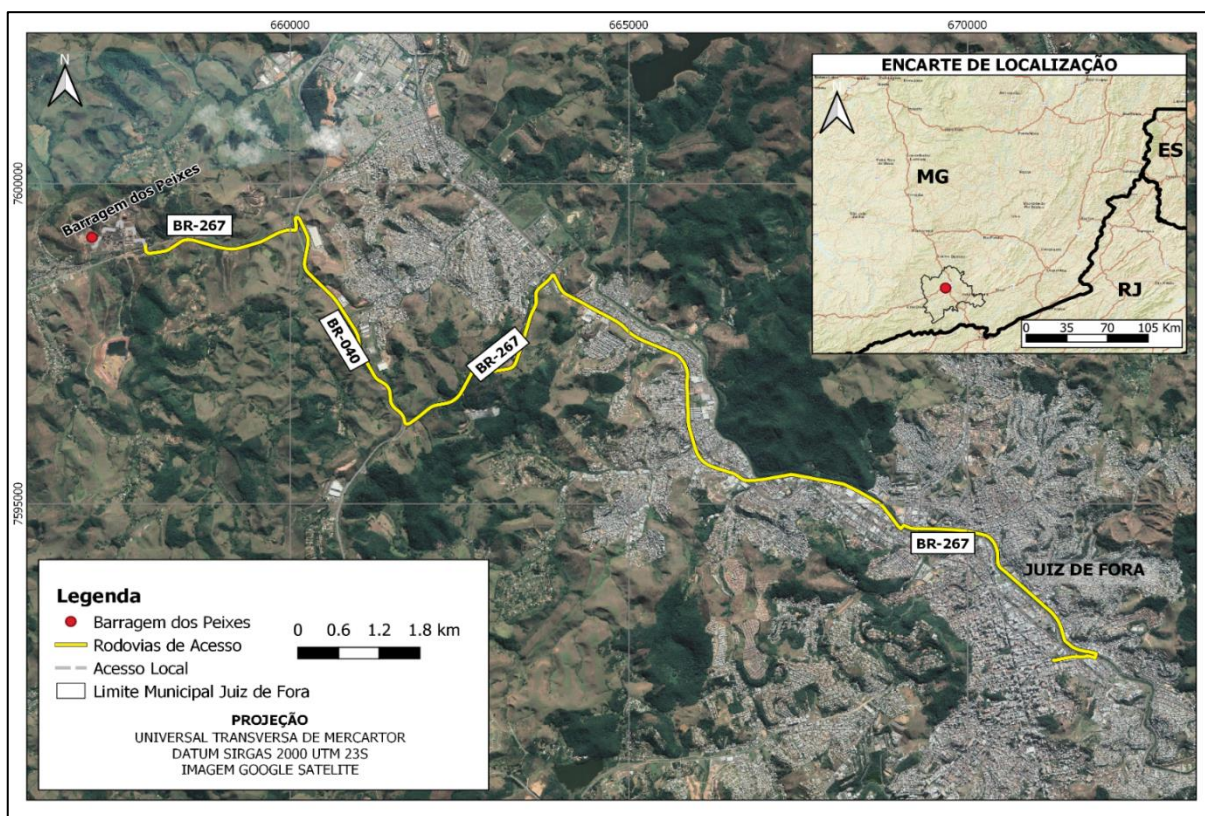 660000
665000
670000
N
ENCARTE DE LOCALIZAÇÃO
N
MG
ES
RJ
0 35 70 105 Km
7600000
Barragem dos Peixes
BR-267
BR-040
BR-267
7595000
BR-267
JUIZ DE FORA
Legenda
Barragem dos Peixes
Rodovias de Acesso
Acesso Local
Limite Municipal Juiz de Fora
0 0.6 1.2 1.8 km
PROJEÇÃO
UNIVERSAL TRANSVERSA DE MERCARTOR
DATUM SIRGAS 2000 UTM 23S
IMAGEM GOOGLE SATELITE